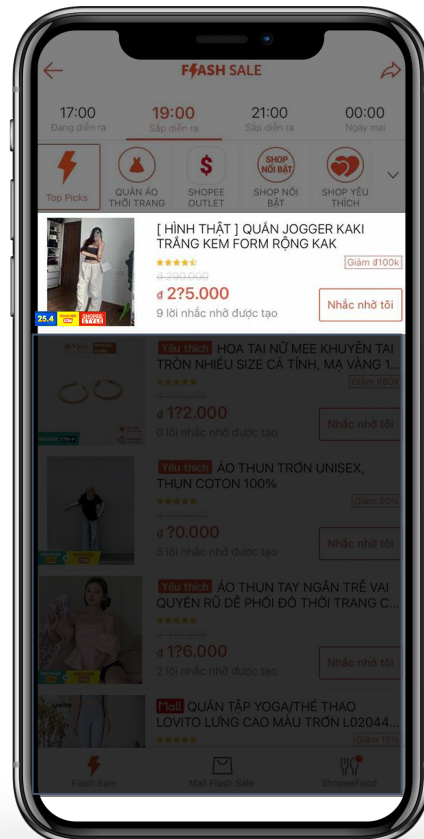 FLASH SALE
17:00
Đang diễn ra
19:00
Sắp diễn ra
21:00
Sắp diễn ra
00:00
Ngày mai
Top Picks
QUẦN ÁO
THỜI TRANG
$
SHOPEE
OUTLET
SHOP
NỔI BẬT
SHOP NỔI
BẬT
SHOP YÊU
THÍCH
[ HÌNH THẬT ] QUẦN JOGGER KAKI
TRẮNG KEM FORM RỘNG KAK
Giảm ₫100k
₫ 290.000
₫ 2?5.000
9 lời nhắc nhở được tạo
Nhắc nhở tôi
25.4
SHOPEE
STYLE
Yêu thích HOA TAI NỮ MEE KHUYÊN TAI
TRÒN NHIỀU SIZE CÁ TÍNH, MẠ VÀNG 1...
₫ 1?2.000
0 lời nhắc nhở được tạo
Nhắc nhở tôi
Yêu thích ÁO THUN TRƠN UNISEX,
THUN COTON 100%
Giảm 50%
₫ ?0.000
5 lời nhắc nhở được tạo
Nhắc nhở tôi
Yêu thích ÁO THUN TAY NGẮN TRỄ VAI
QUYẾN RŨ DỄ PHỐI ĐỒ THỜI TRANG C...
₫ 1?6.000
2 lời nhắc nhở được tạo
Nhắc nhở tôi
Mall QUẦN TẬP YOGA/THỂ THAO
LOVITO LƯNG CAO MÀU TRƠN L02044...
Giảm 15%
Flash Sale
Mall Flash Sale
ShopeeFood